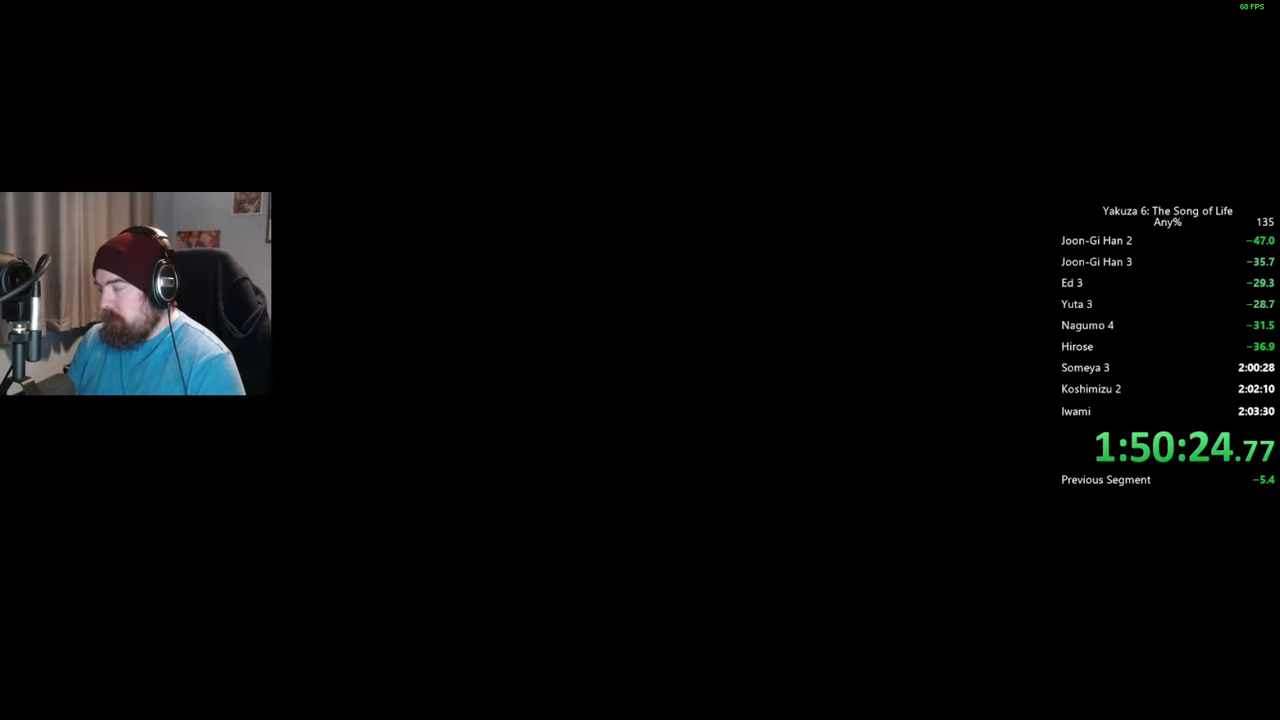 60 FPS
Yakuza 6: The Song of Life
Any% 135
Joon-Gi Han 2 −47.0
Joon-Gi Han 3 −35.7
Ed 3 −29.3
Yuta 3 −28.7
Nagumo 4 −31.5
Hirose −36.9
Someya 3 2:00:28
Koshimizu 2 2:02:10
Iwami 2:03:30
1:50:24.77
Previous Segment −5.4